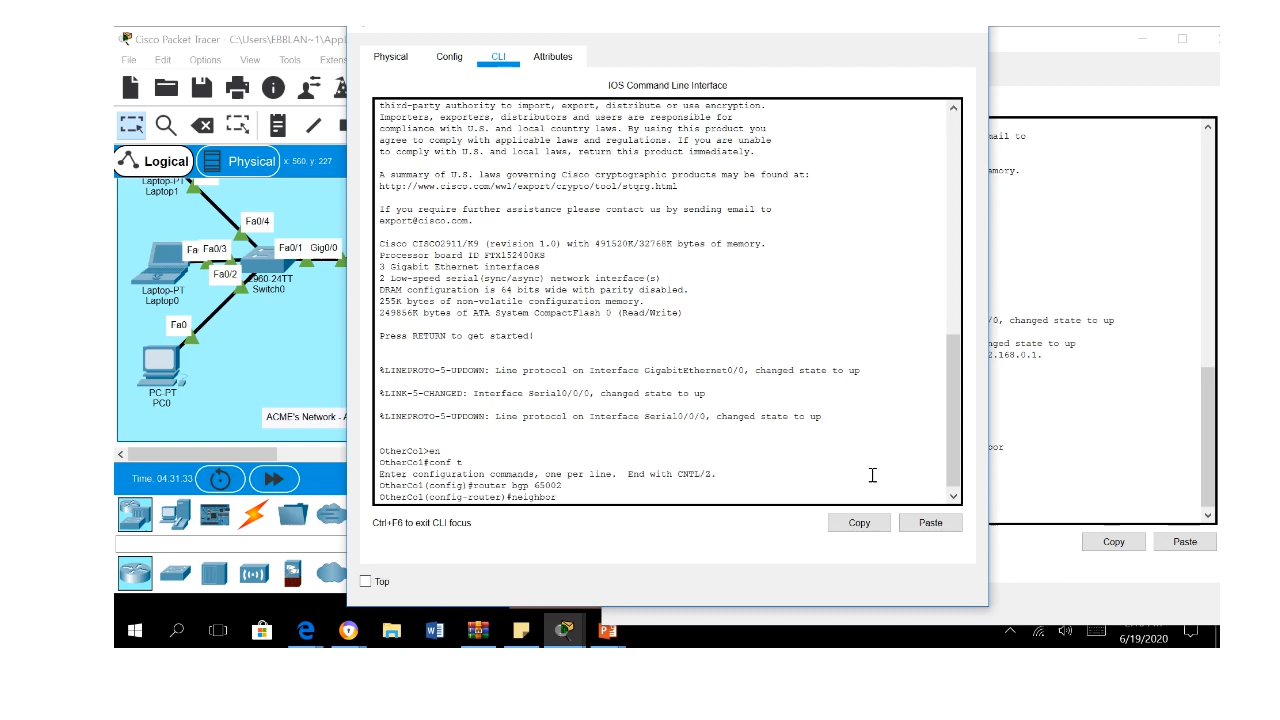 Cisco Packet Tracer - C:\Users\EBBLAN~1\Appl
File Edit Options View Tools Extens
Logical Physical x: 560, y: 227
Laptop-PT
Laptop1
Fa0/4
Fa0/3 Fa0/1 Gig0/0
Fa0/2
2960-24TT
Switch0
Laptop-PT
Laptop0
Fa0
PC-PT
PC0
ACME's Network - A
Time: 04:31:33
Physical Config CLI Attributes
IOS Command Line Interface
third-party authority to import, export, distribute or use encryption.
Importers, exporters, distributors and users are responsible for
compliance with U.S. and local country laws. By using this product you
agree to comply with applicable laws and regulations. If you are unable
to comply with U.S. and local laws, return this product immediately.
A summary of U.S. laws governing Cisco cryptographic products may be found at:
http://www.cisco.com/wwl/export/crypto/tool/stqrg.html
If you require further assistance please contact us by sending email to
export@cisco.com.
Cisco CISCO2911/K9 (revision 1.0) with 491520K/32768K bytes of memory.
Processor board ID FTX152400KS
3 Gigabit Ethernet interfaces
2 Low-speed serial(sync/async) network interface(s)
DRAM configuration is 64 bits wide with parity disabled.
255K bytes of non-volatile configuration memory.
249856K bytes of ATA System CompactFlash 0 (Read/Write)
Press RETURN to get started!
%LINEPROTO-5-UPDOWN: Line protocol on Interface GigabitEthernet0/0, changed state to up
%LINK-5-CHANGED: Interface Serial0/0/0, changed state to up
%LINEPROTO-5-UPDOWN: Line protocol on Interface Serial0/0/0, changed state to up
OtherCo1>en
OtherCo1#conf t
Enter configuration commands, one per line. End with CNTL/Z.
OtherCo1(config)#router bgp 65002
OtherCo1(config-router)#neighbor
Ctrl+F6 to exit CLI focus
Copy Paste
Top
mail to
emory.
/0, changed state to up
nged state to up
2.168.0.1.
bor
Copy Paste
6/19/2020